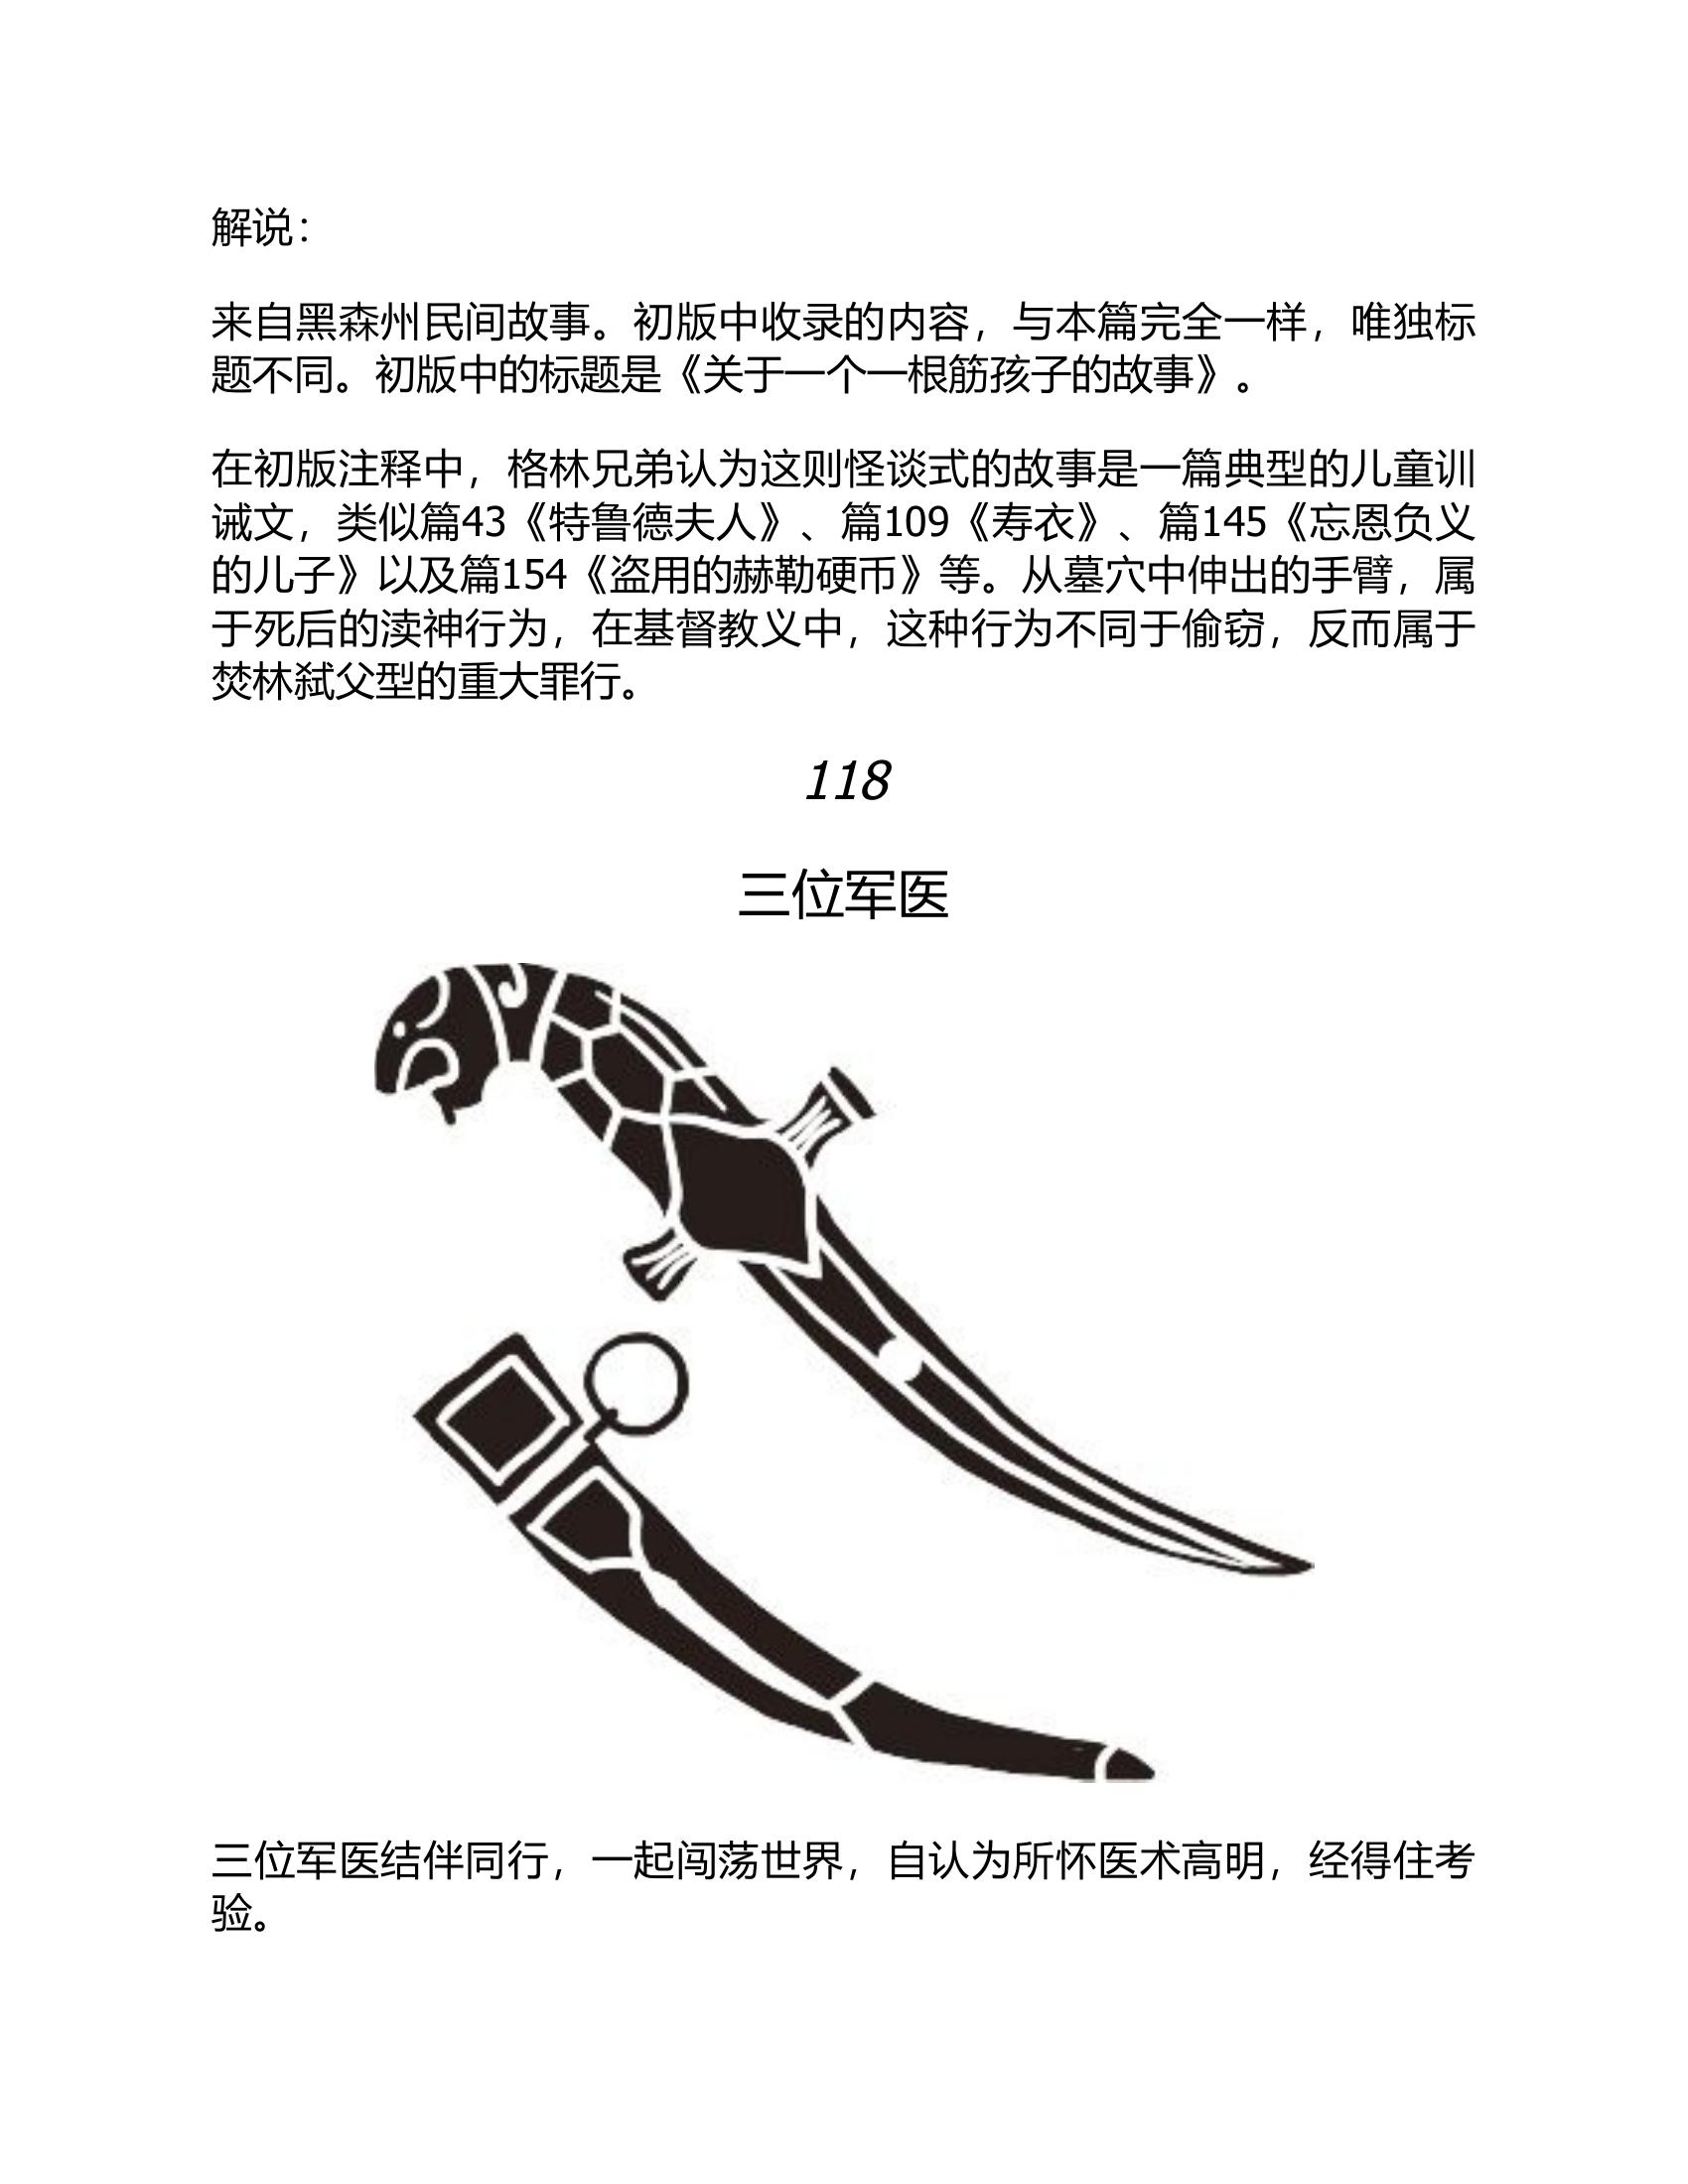 解说：
来自黑森州民间故事。初版中收录的内容，与本篇完全一样，唯独标
题不同。初版中的标题是《关于一个一根筋孩子的故事》。
在初版注释中，格林兄弟认为这则怪谈式的故事是一篇典型的儿童训
诫文，类似篇43《特鲁德夫人》、篇109《寿衣》、篇145《忘恩负义
的儿子》以及篇154《盗用的赫勒硬币》等。从墓穴中伸出的手臂，属
于死后的渎神行为，在基督教义中，这种行为不同于偷窃，反而属于
焚林弑父型的重大罪行。
118
三位军医
三位军医结伴同行，一起闯荡世界，自认为所怀医术高明，经得住考
验。